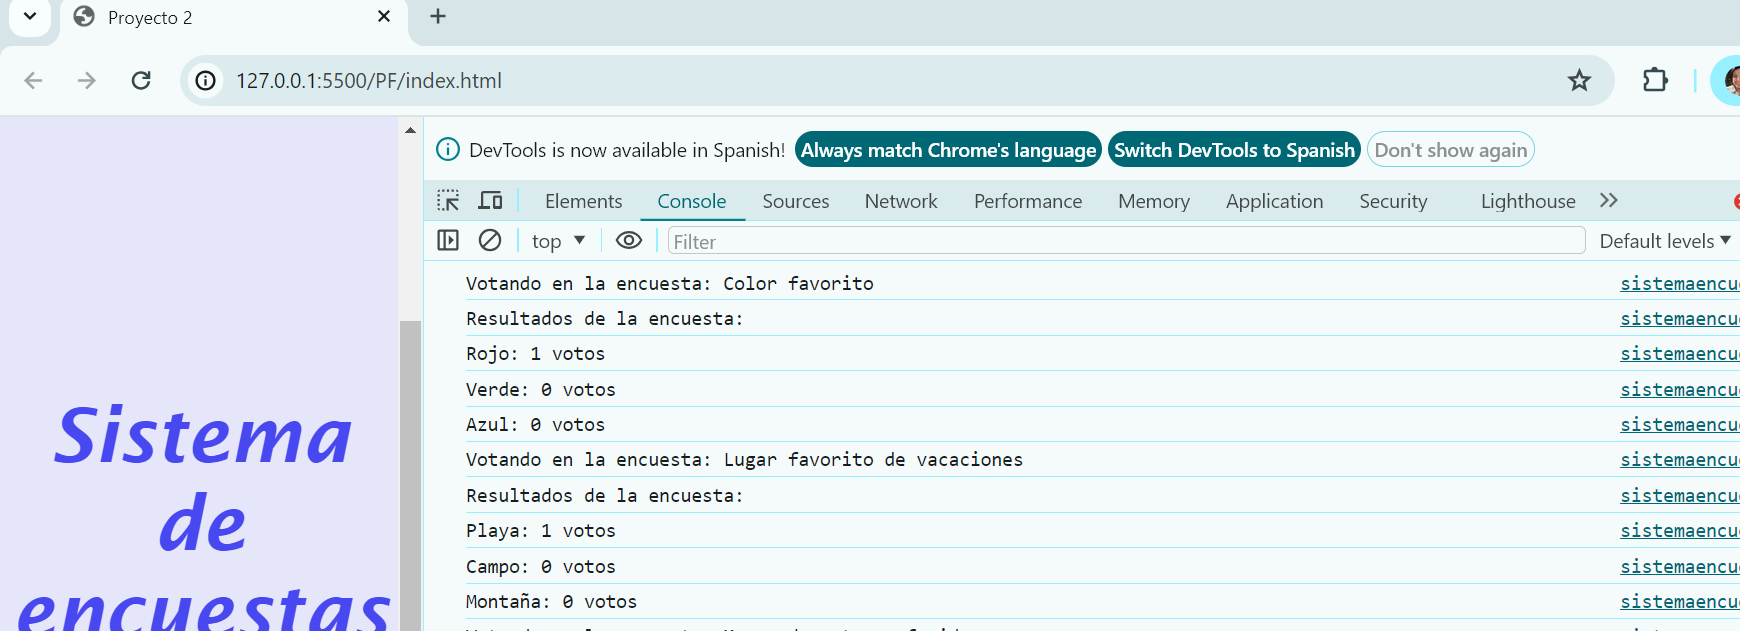 Proyecto 2
127.0.0.1:5500/PF/index.html
DevTools is now available in Spanish! Always match Chrome's language Switch DevTools to Spanish Don't show again
Elements Console Sources Network Performance Memory Application Security Lighthouse
top Filter Default levels
Votando en la encuesta: Color favorito sistemaencu
Resultados de la encuesta: sistemaencu
Rojo: 1 votos sistemaencu
Verde: 0 votos sistemaencu
Azul: 0 votos sistemaencu
Votando en la encuesta: Lugar favorito de vacaciones sistemaencu
Resultados de la encuesta: sistemaencu
Playa: 1 votos sistemaencu
Campo: 0 votos sistemaencu
Montaña: 0 votos sistemaencu
Sistema
de
encuestas